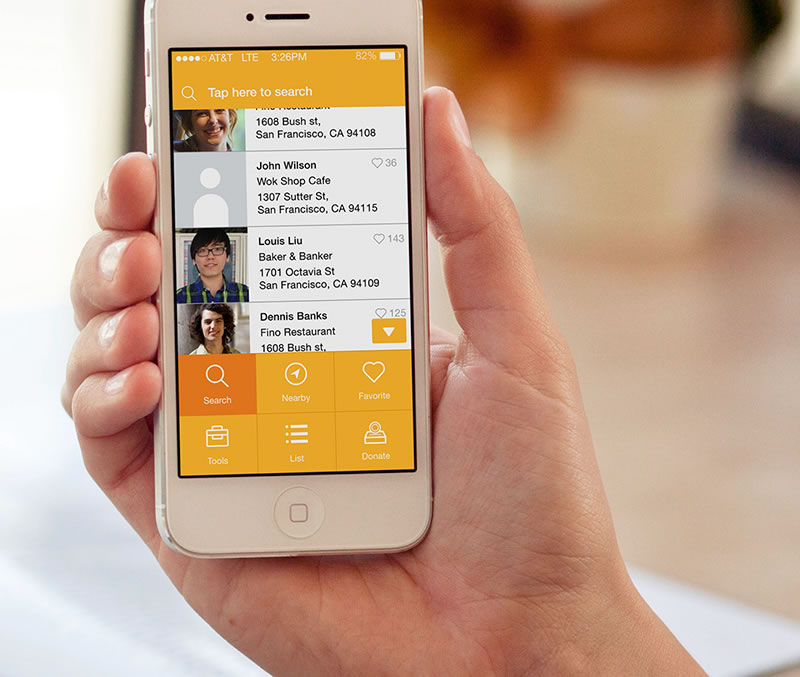 AT&T LTE 3:26PM 82%
Tap here to search
Fino Restaurant
1608 Bush st,
San Francisco, CA 94108
John Wilson 36
Wok Shop Cafe
1307 Sutter St,
San Francisco, CA 94115
Louis Liu 143
Baker & Banker
1701 Octavia St
San Francisco, CA 94109
Dennis Banks 125
Fino Restaurant
1608 Bush st,
Search Nearby Favorite
Tools List Donate